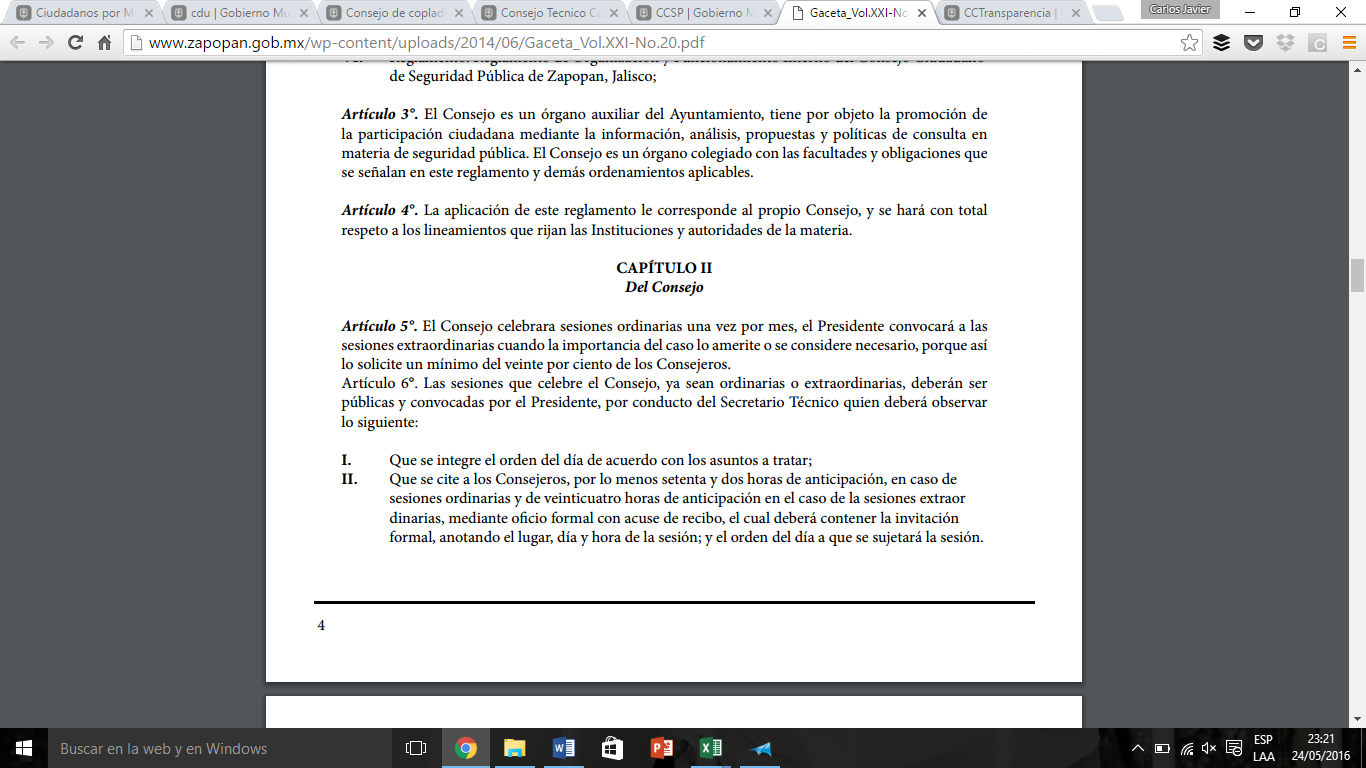 Ciudadanos por M
cdu | Gobierno Mu
Consejo de coplad
Consejo Tecnico C
CCSP | Gobierno M
Gaceta_Vol.XXI-No
CCTransparencia |
Carlos Javier
www.zapopan.gob.mx/wp-content/uploads/2014/06/Gaceta_Vol.XXI-No.20.pdf
de Seguridad Pública de Zapopan, Jalisco;
Artículo 3°. El Consejo es un órgano auxiliar del Ayuntamiento, tiene por objeto la promoción de
la participación ciudadana mediante la información, análisis, propuestas y políticas de consulta en
materia de seguridad pública. El Consejo es un órgano colegiado con las facultades y obligaciones que
se señalan en este reglamento y demás ordenamientos aplicables.
Artículo 4°. La aplicación de este reglamento le corresponde al propio Consejo, y se hará con total
respeto a los lineamientos que rijan las Instituciones y autoridades de la materia.
CAPÍTULO II
Del Consejo
Artículo 5°. El Consejo celebrara sesiones ordinarias una vez por mes, el Presidente convocará a las
sesiones extraordinarias cuando la importancia del caso lo amerite o se considere necesario, porque así
lo solicite un mínimo del veinte por ciento de los Consejeros.
Artículo 6°. Las sesiones que celebre el Consejo, ya sean ordinarias o extraordinarias, deberán ser
públicas y convocadas por el Presidente, por conducto del Secretario Técnico quien deberá observar
lo siguiente:
I. Que se integre el orden del día de acuerdo con los asuntos a tratar;
II. Que se cite a los Consejeros, por lo menos setenta y dos horas de anticipación, en caso de
sesiones ordinarias y de veinticuatro horas de anticipación en el caso de la sesiones extraor
dinarias, mediante oficio formal con acuse de recibo, el cual deberá contener la invitación
formal, anotando el lugar, día y hora de la sesión; y el orden del día a que se sujetará la sesión.
4
Buscar en la web y en Windows
ESP
LAA
23:21
24/05/2016